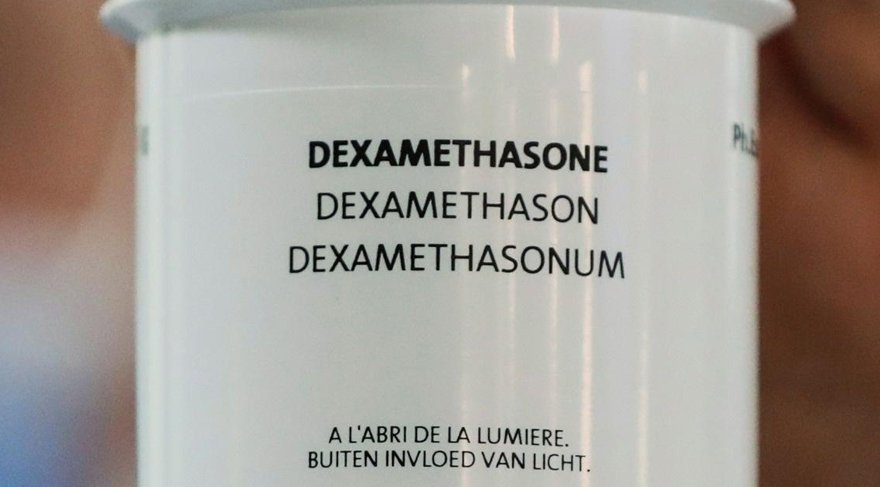 DEXAMETHASONE
DEXAMETHASON
DEXAMETHASONUM
A L'ABRI DE LA LUMIERE.
BUITEN INVLOED VAN LICHT.